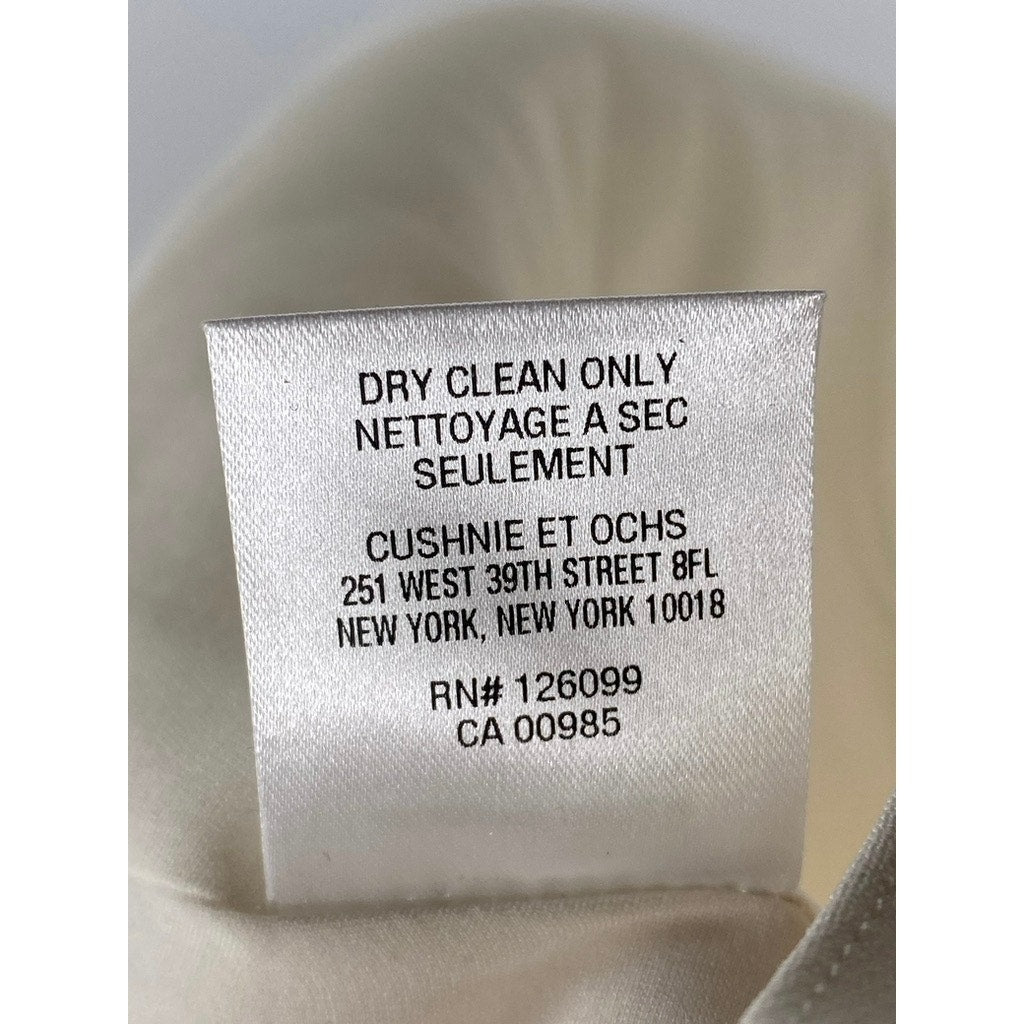 DRY CLEAN ONLY
NETTOYAGE A SEC
SEULEMENT
CUSHNIE ET OCHS
251 WEST 39TH STREET 8FL
NEW YORK, NEW YORK 10018
RN# 126099
CA 00985